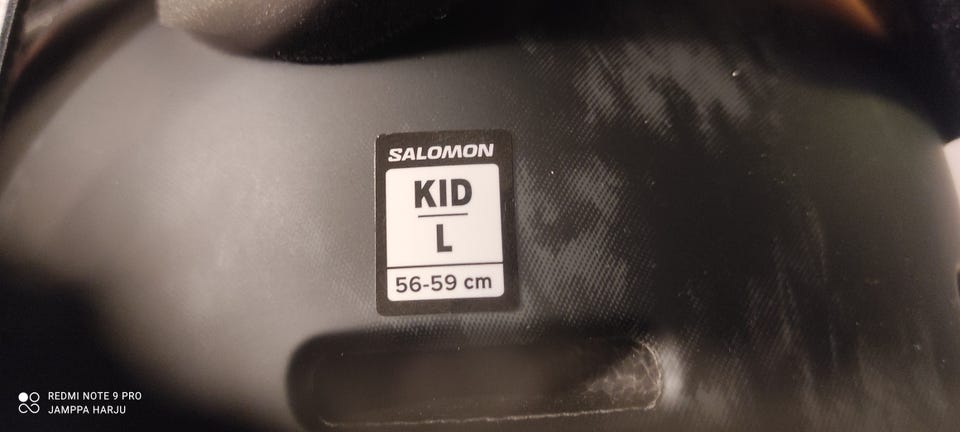 SALOMON
KID
L
56-59 cm
REDMI NOTE 9 PRO
JAMPPA HARJU